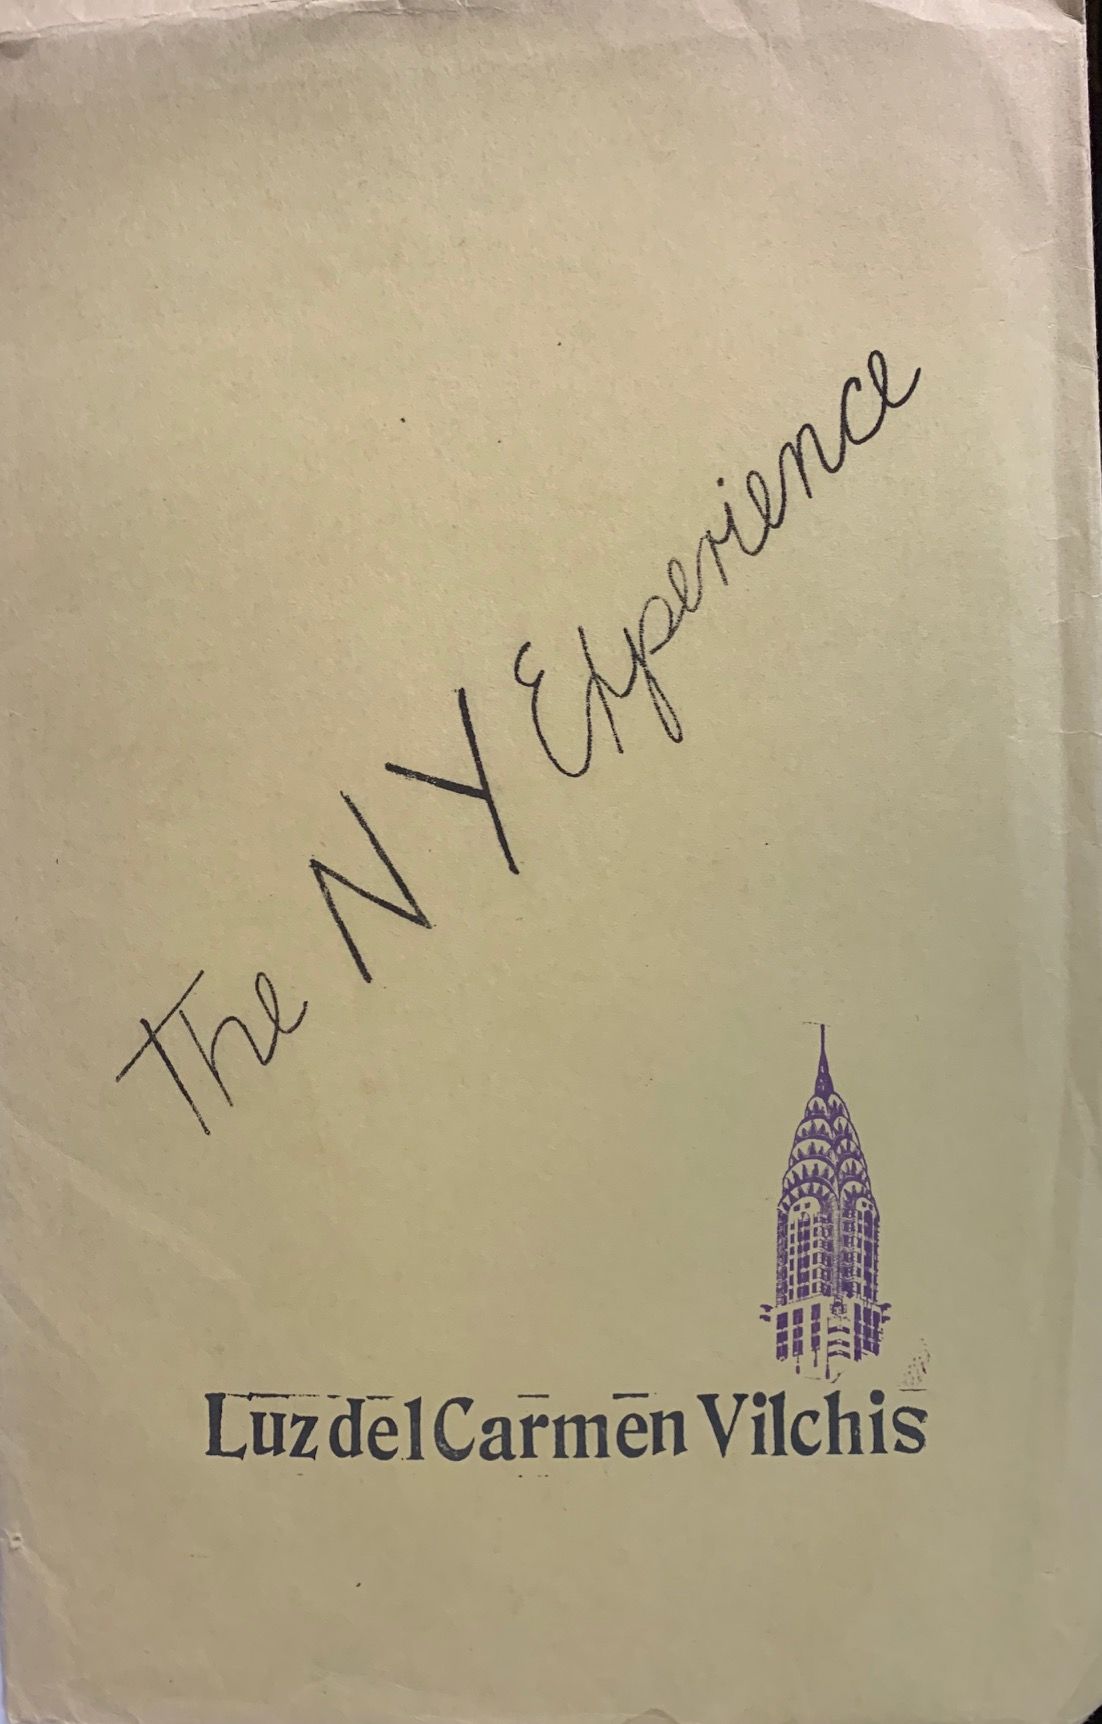 The NY Experience
Luz del Carmen Vilchis